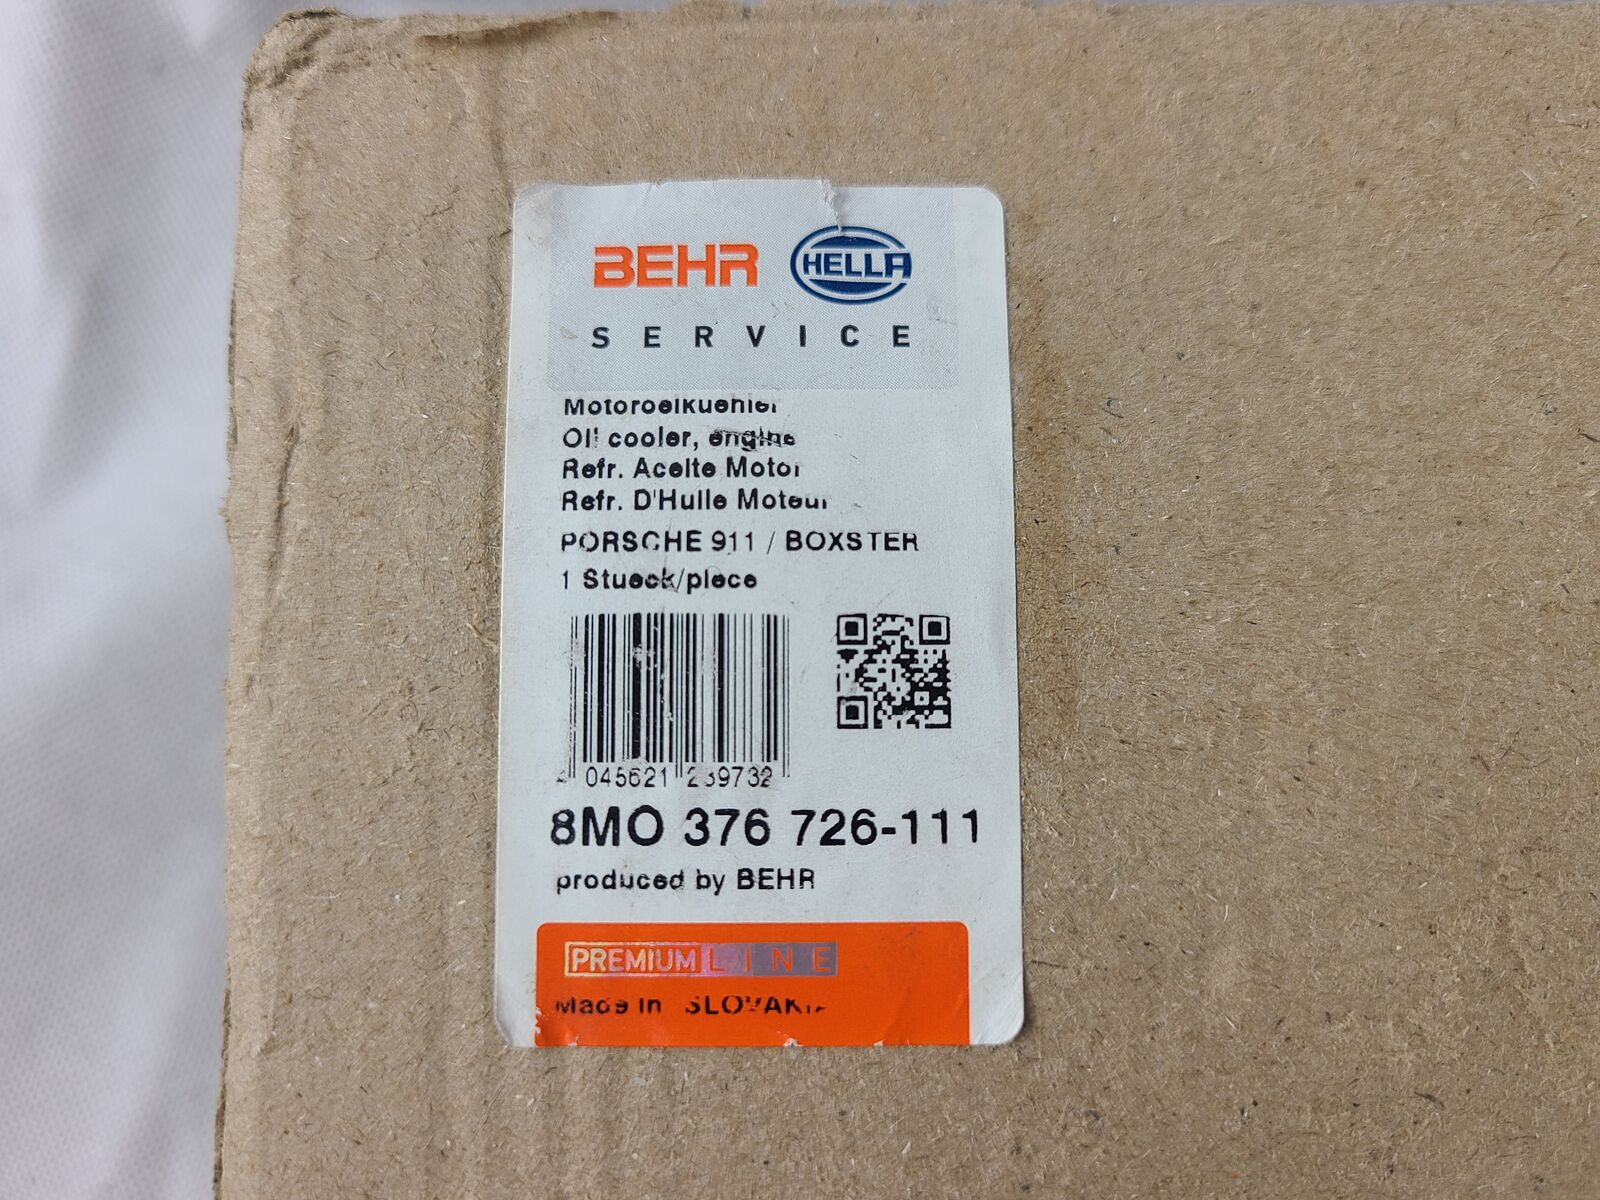 BEHR HELLA
SERVICE
Motoroelkuehler
Oil cooler, engine
Refr. Aceite Motor
Refr. D'Huile Moteur
PORSCHE 911 / BOXSTER
1 Stueck/piece
4 045621 239732
8MO 376 726-111
produced by BEHR
PREMIUM LINE
Made in SLOVAKIA